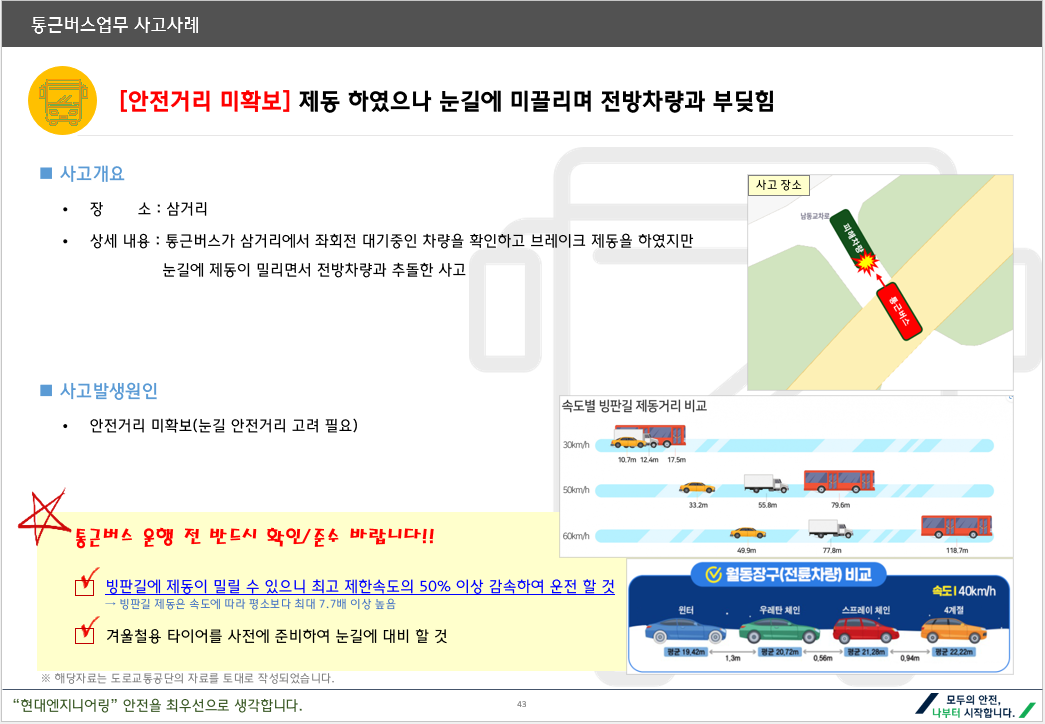 통근버스업무 사고사례
[안전거리 미확보] 제동 하였으나 눈길에 미끌리며 전방차량과 부딪힘
■ 사고개요
• 장 소 : 삼거리
• 상세 내용 : 통근버스가 삼거리에서 좌회전 대기중인 차량을 확인하고 브레이크 제동을 하였지만
눈길에 제동이 밀리면서 전방차량과 추돌한 사고
사고 장소
남동교차로
피해차량
통근버스
■ 사고발생원인
• 안전거리 미확보(눈길 안전거리 고려 필요)
속도별 빙판길 제동거리 비교
30km/h
10.7m 12.4m 17.5m
50km/h
33.2m 55.8m 79.6m
60km/h
49.9m 77.8m 118.7m
통근버스 운행 전 반드시 확인/준수 바랍니다!!
빙판길에 제동이 밀릴 수 있으니 최고 제한속도의 50% 이상 감속하여 운전 할 것
→ 빙판길 제동은 속도에 따라 평소보다 최대 7.7배 이상 높음
겨울철용 타이어를 사전에 준비하여 눈길에 대비 할 것
월동장구(전륜차량) 비교
속도 | 40km/h
윈터 우레탄 체인 스프레이 체인 4계절
평균 19,42m 평균 20,72m 평균 21,28m 평균 22,22m
1,3m 0,56m 0,94m
※ 해당자료는 도로교통공단의 자료를 토대로 작성되었습니다.
“현대엔지니어링” 안전을 최우선으로 생각합니다.
43
모두의 안전,
나부터 시작합니다.